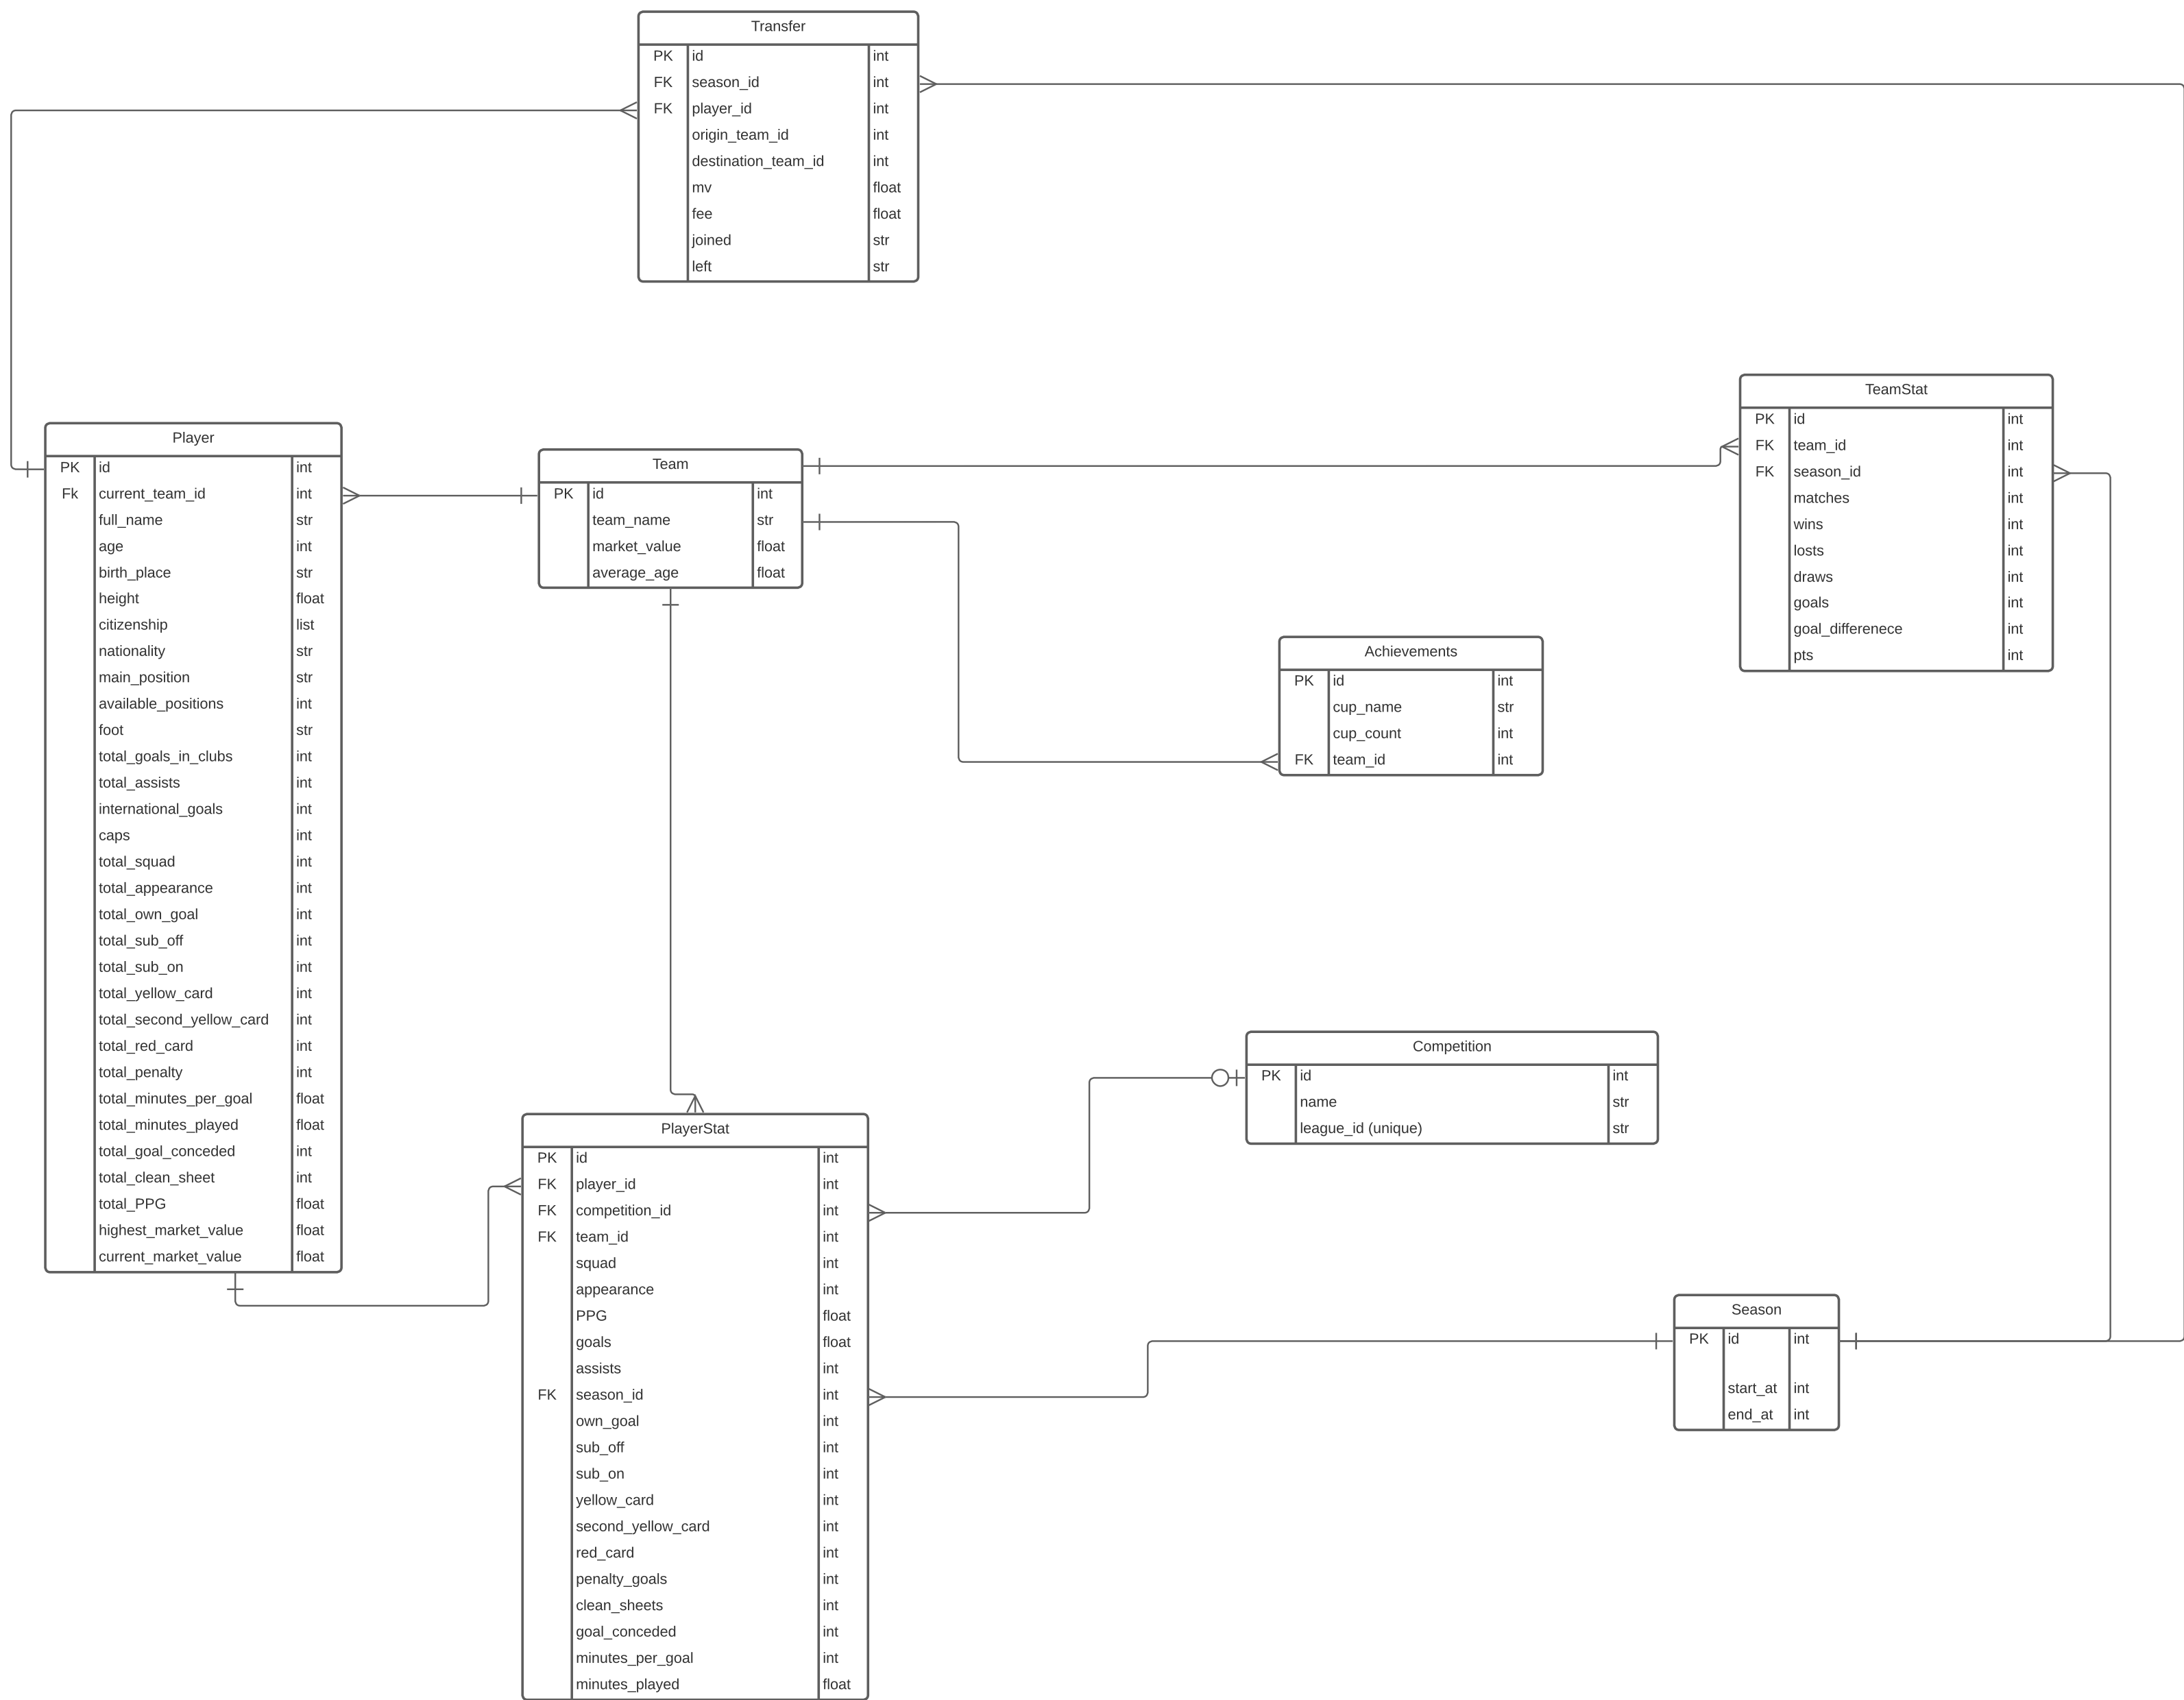 Transfer
PK id int
FK season_id int
FK player_id int
origin_team_id int
destination_team_id int
mv float
fee float
joined str
left str
Player
PK id int
Fk current_team_id int
full_name str
age int
birth_place str
height float
citizenship list
nationality str
main_position str
available_positions int
foot str
total_goals_in_clubs int
total_assists int
international_goals int
caps int
total_squad int
total_appearance int
total_own_goal int
total_sub_off int
total_sub_on int
total_yellow_card int
total_second_yellow_card int
total_red_card int
total_penalty int
total_minutes_per_goal float
total_minutes_played float
total_goal_conceded int
total_clean_sheet int
total_PPG float
highest_market_value float
current_market_value float
Team
PK id int
team_name str
market_value float
average_age float
TeamStat
PK id int
FK team_id int
FK season_id int
matches int
wins int
losts int
draws int
goals int
goal_differenece int
pts int
Achievements
PK id int
cup_name str
cup_count int
FK team_id int
Competition
PK id int
name str
league_id (unique) str
PlayerStat
PK id int
FK player_id int
FK competition_id int
FK team_id int
squad int
appearance int
PPG float
goals float
assists int
FK season_id int
own_goal int
sub_off int
sub_on int
yellow_card int
second_yellow_card int
red_card int
penalty_goals int
clean_sheets int
goal_conceded int
minutes_per_goal int
minutes_played float
Season
PK id int
start_at int
end_at int